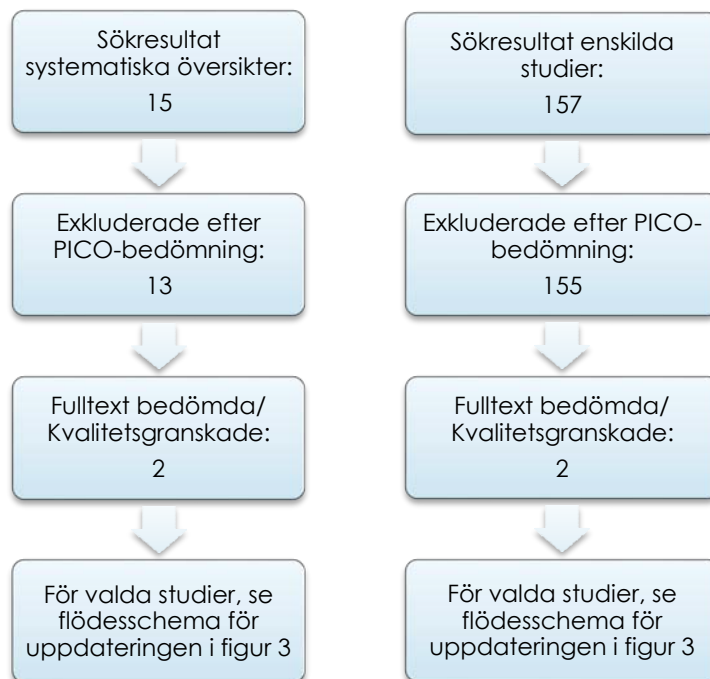 Sökresultat
systematiska översikter:
15
Exkluderade efter
PICO-bedömning:
13
Fulltext bedömda/
Kvalitetsgranskade:
2
För valda studier, se
flödesschema för
uppdateringen i figur 3
Sökresultat enskilda
studier:
157
Exkluderade efter PICO-
bedömning:
155
Fulltext bedömda/
Kvalitetsgranskade:
2
För valda studier, se
flödesschema för
uppdateringen i figur 3